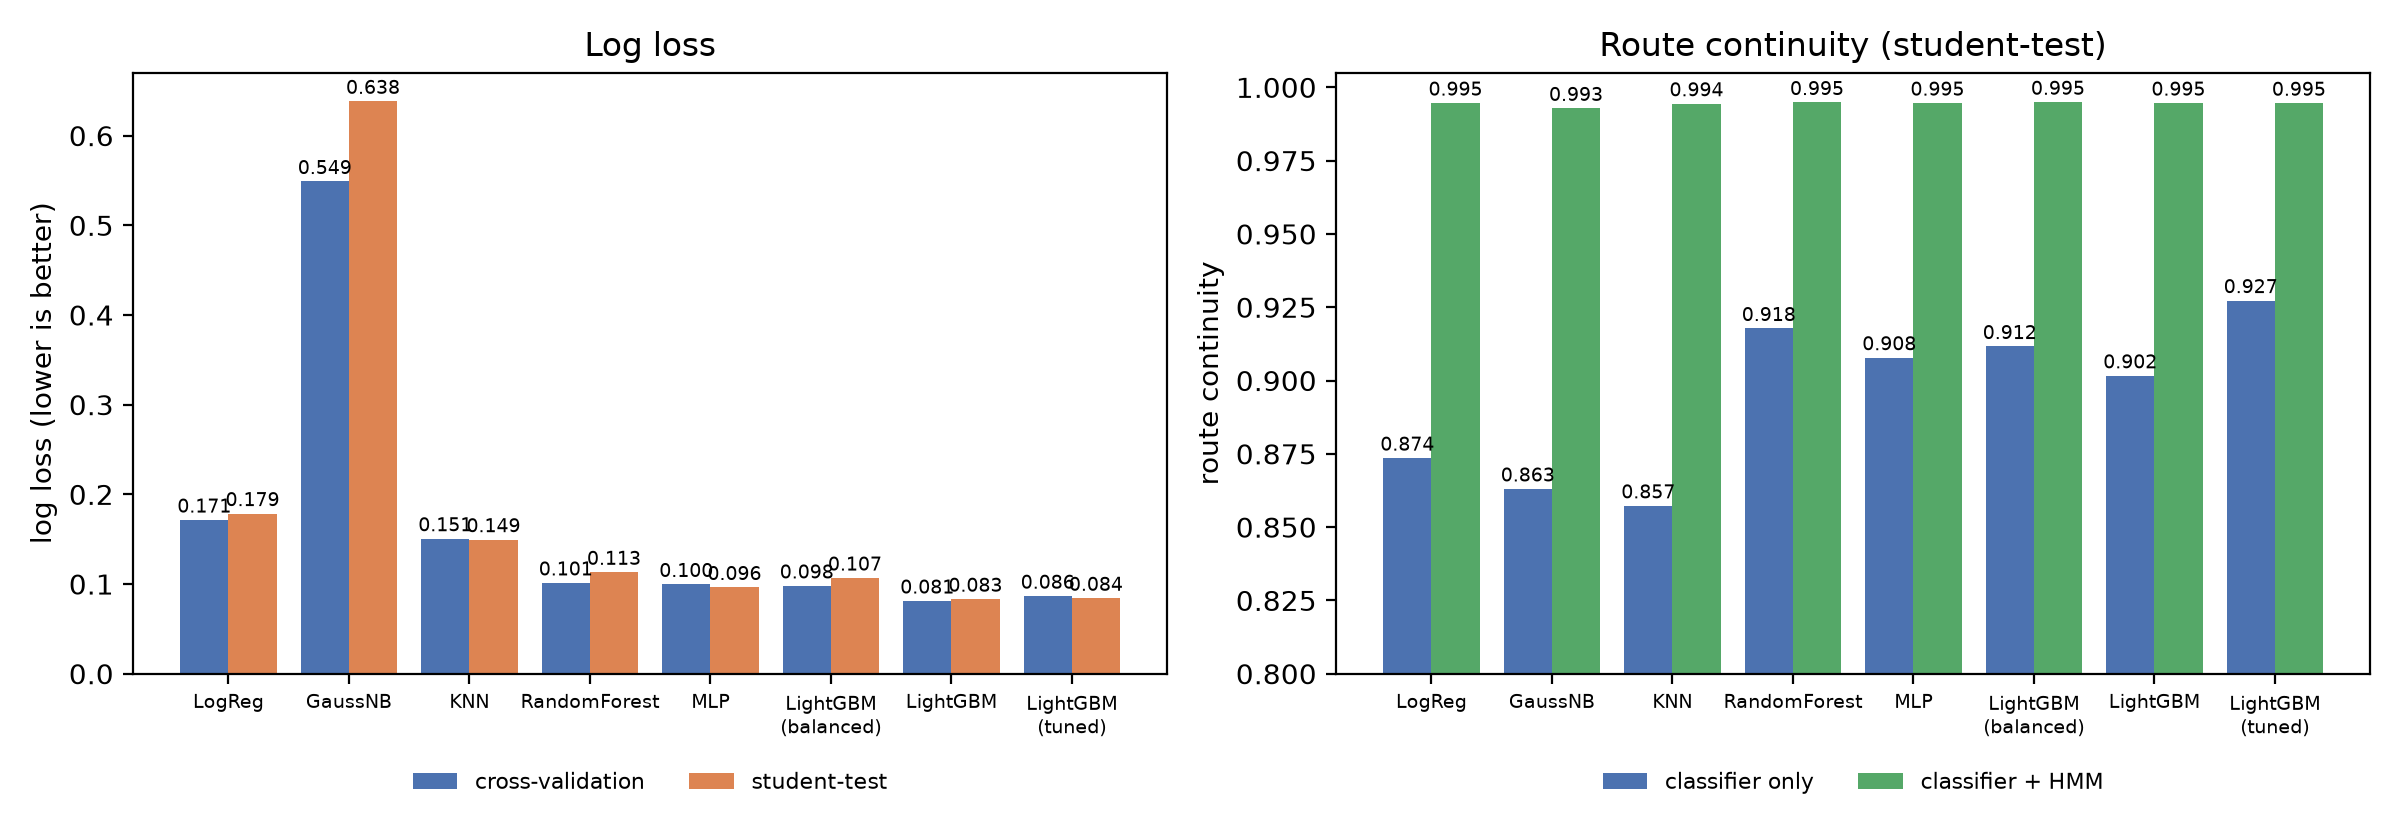 Log loss
log loss (lower is better)
0.6
0.5
0.4
0.3
0.2
0.1
0.0
0.171
0.179
0.549
0.638
0.151
0.149
0.101
0.113
0.100
0.096
0.098
0.107
0.081
0.083
0.086
0.084
LogReg
GaussNB
KNN
RandomForest
MLP
LightGBM
(balanced)
LightGBM
LightGBM
(tuned)
cross-validation
student-test
Route continuity (student-test)
route continuity
1.000
0.975
0.950
0.925
0.900
0.875
0.850
0.825
0.800
0.874
0.995
0.863
0.993
0.857
0.994
0.918
0.995
0.908
0.995
0.912
0.995
0.902
0.995
0.927
0.995
LogReg
GaussNB
KNN
RandomForest
MLP
LightGBM
(balanced)
LightGBM
LightGBM
(tuned)
classifier only
classifier + HMM